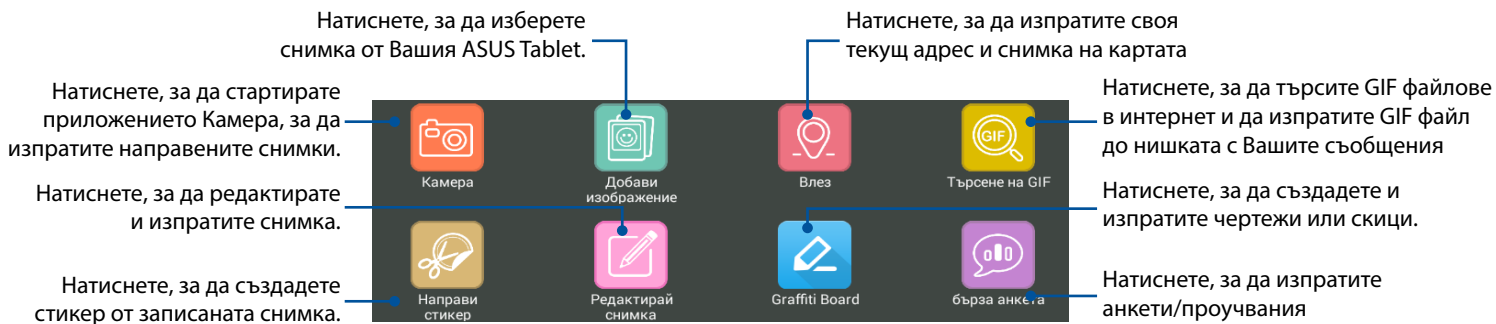 Натиснете, за да изберете
снимка от Вашия ASUS Tablet.
Натиснете, за да изпратите своя
текущ адрес и снимка на картата
Натиснете, за да стартирате
приложението Камера, за да
изпратите направените снимки.
Натиснете, за да търсите GIF файлове
в интернет и да изпратите GIF файл
до нишката с Вашите съобщения
GIF
Камера
Добави
изображение
Влез
Търсене на GIF
Натиснете, за да редактирате
и изпратите снимка.
Натиснете, за да създадете и
изпратите чертежи или скици.
Натиснете, за да създадете
стикер от записаната снимка.
Направи
стикер
Редактирай
снимка
Graffiti Board
бърза анкета
Натиснете, за да изпратите
анкети/проучвания